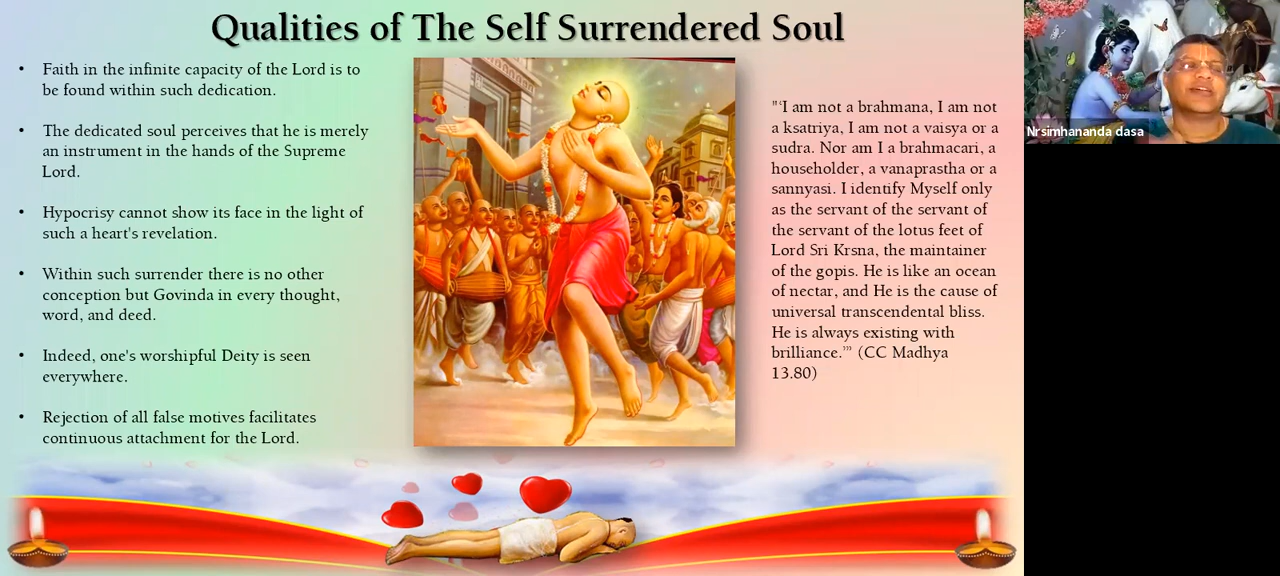 Qualities of The Self Surrendered Soul
• Faith in the infinite capacity of the Lord is to
be found within such dedication.
• The dedicated soul perceives that he is merely
an instrument in the hands of the Supreme
Lord.
• Hypocrisy cannot show its face in the light of
such a heart's revelation.
• Within such surrender there is no other
conception but Govinda in every thought,
word, and deed.
• Indeed, one's worshipful Deity is seen
everywhere.
• Rejection of all false motives facilitates
continuous attachment for the Lord.
"‘I am not a brahmana, I am not
a ksatriya, I am not a vaisya or a
sudra. Nor am I a brahmacari, a
householder, a vanaprastha or a
sannyasi. I identify Myself only
as the servant of the servant of
the servant of the lotus feet of
Lord Sri Krsna, the maintainer
of the gopis. He is like an ocean
of nectar, and He is the cause of
universal transcendental bliss.
He is always existing with
brilliance.’" (CC Madhya
13.80)
Nrsimhananda dasa